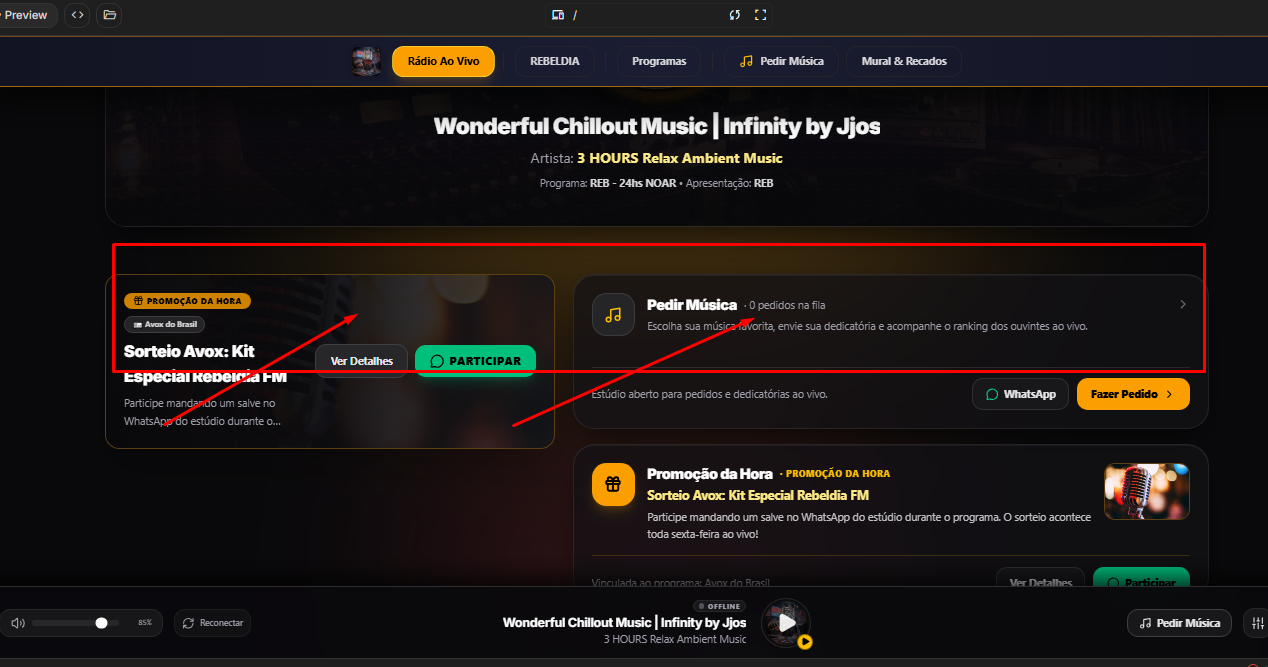 Preview
/
Rádio Ao Vivo
REBELDIA
Programas
Pedir Música
Mural & Recados
Wonderful Chillout Music | Infinity by Jjos
Artista: 3 HOURS Relax Ambient Music
Programa: REB - 24hs NOAR • Apresentação: REB
PROMOÇÃO DA HORA
Avox do Brasil
Sorteio Avox: Kit
Especial Rebeldia FM
Participe mandando um salve no
WhatsApp do estúdio durante o...
Ver Detalhes
PARTICIPAR
Pedir Música · 0 pedidos na fila
Escolha sua música favorita, envie sua dedicatória e acompanhe o ranking dos ouvintes ao vivo.
Estúdio aberto para pedidos e dedicatórias ao vivo.
WhatsApp
Fazer Pedido
Promoção da Hora · PROMOÇÃO DA HORA
Sorteio Avox: Kit Especial Rebeldia FM
Participe mandando um salve no WhatsApp do estúdio durante o programa. O sorteio acontece
toda sexta-feira ao vivo!
Vinculada ao programa: Avox do Brasil
Ver Detalhes
Participar
85%
Reconectar
OFFLINE
Wonderful Chillout Music | Infinity by Jjos
3 HOURS Relax Ambient Music
Pedir Música